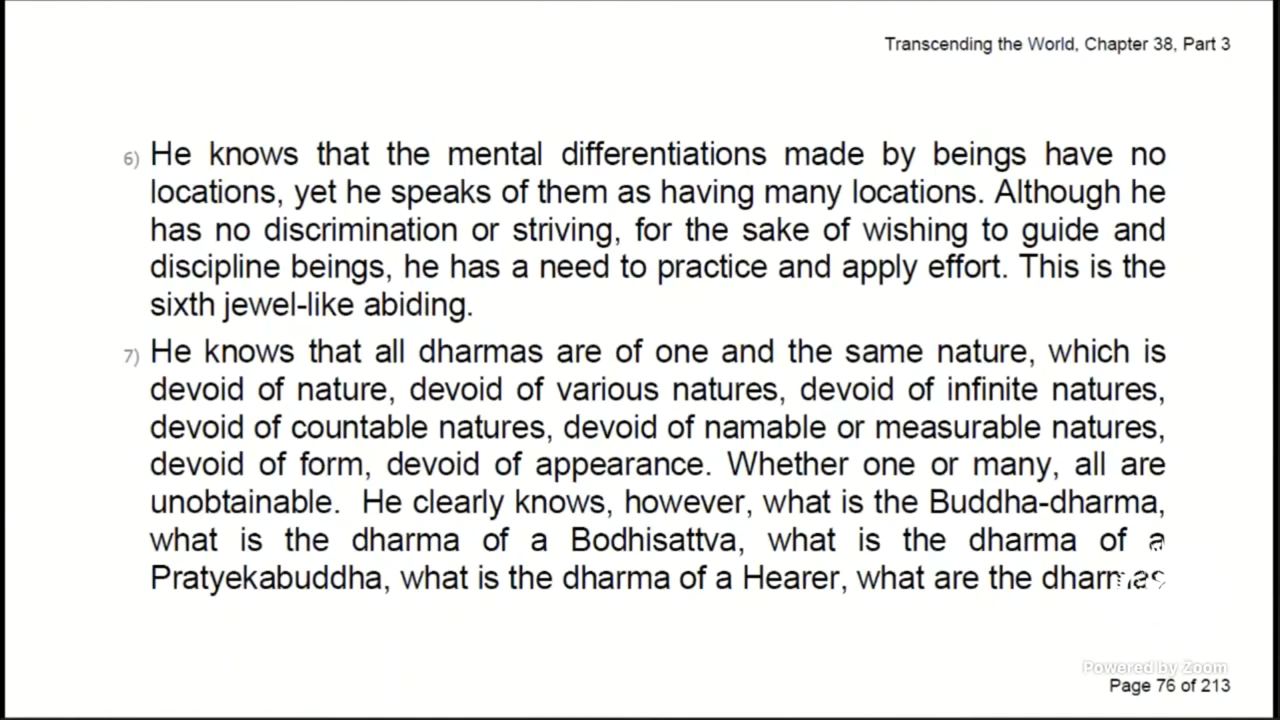 Transcending the World, Chapter 38, Part 3
6) He knows that the mental differentiations made by beings have no
locations, yet he speaks of them as having many locations. Although he
has no discrimination or striving, for the sake of wishing to guide and
discipline beings, he has a need to practice and apply effort. This is the
sixth jewel-like abiding.
7) He knows that all dharmas are of one and the same nature, which is
devoid of nature, devoid of various natures, devoid of infinite natures,
devoid of countable natures, devoid of namable or measurable natures,
devoid of form, devoid of appearance. Whether one or many, all are
unobtainable. He clearly knows, however, what is the Buddha-dharma,
what is the dharma of a Bodhisattva, what is the dharma of a
Pratyekabuddha, what is the dharma of a Hearer, what are the dharmas
Powered by Zoom
Page 76 of 213